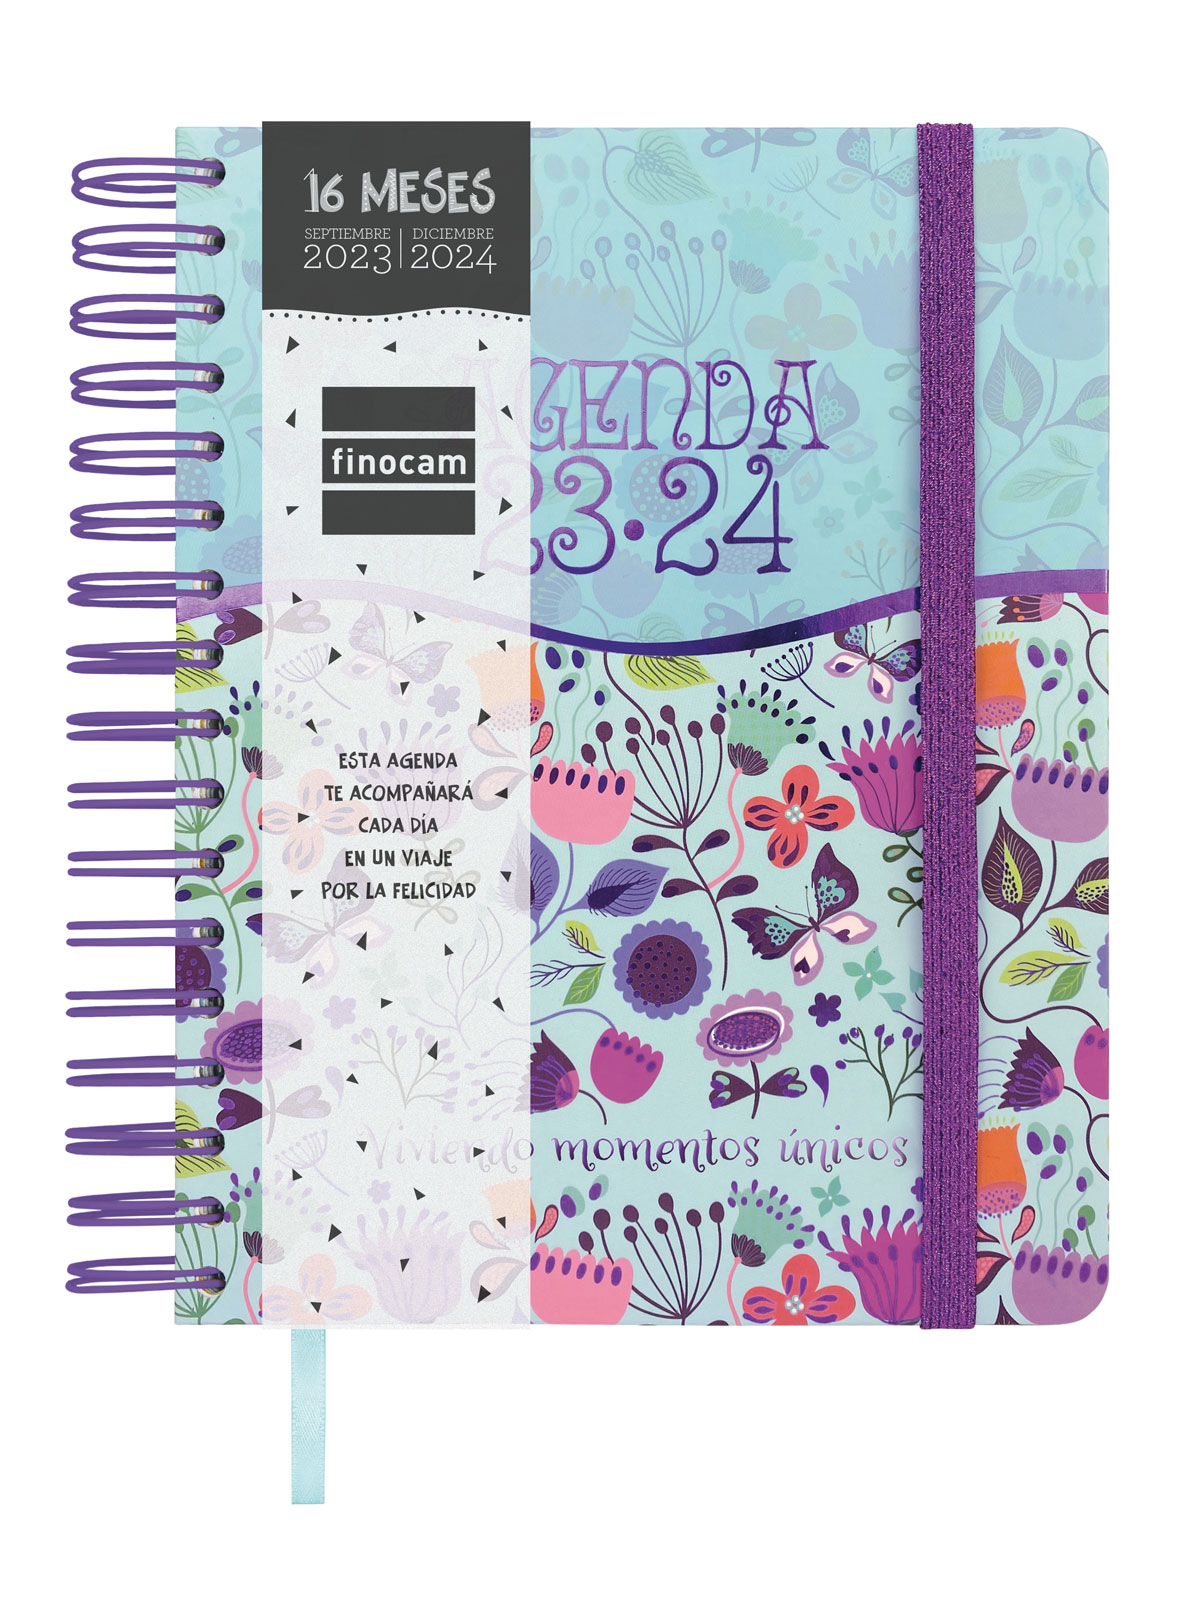 16 MESES
SEPTIEMBRE DICIEMBRE
2023 2024
finocam
AGENDA
23·24
ESTA AGENDA
TE ACOMPAÑARÁ
CADA DÍA
EN UN VIAJE
POR LA FELICIDAD
Viviendo momentos únicos